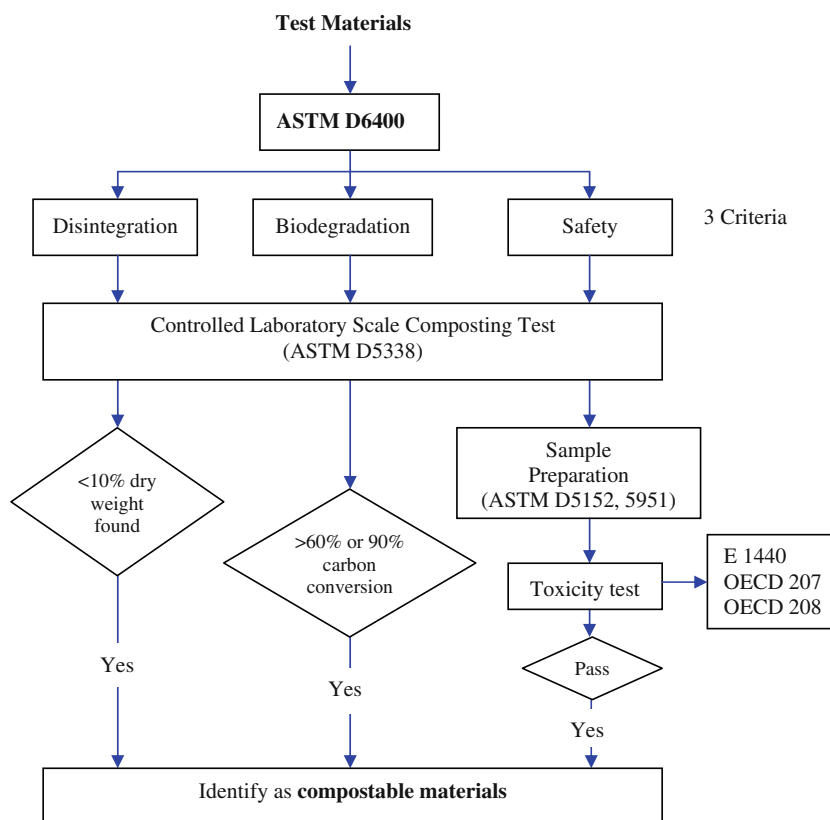 Test Materials
ASTM D6400
Disintegration
Biodegradation
Safety
3 Criteria
Controlled Laboratory Scale Composting Test
(ASTM D5338)
<10% dry
weight
found
>60% or 90%
carbon
conversion
Sample
Preparation
(ASTM D5152, 5951)
Toxicity test
E 1440
OECD 207
OECD 208
Pass
Yes
Yes
Yes
Identify as compostable materials